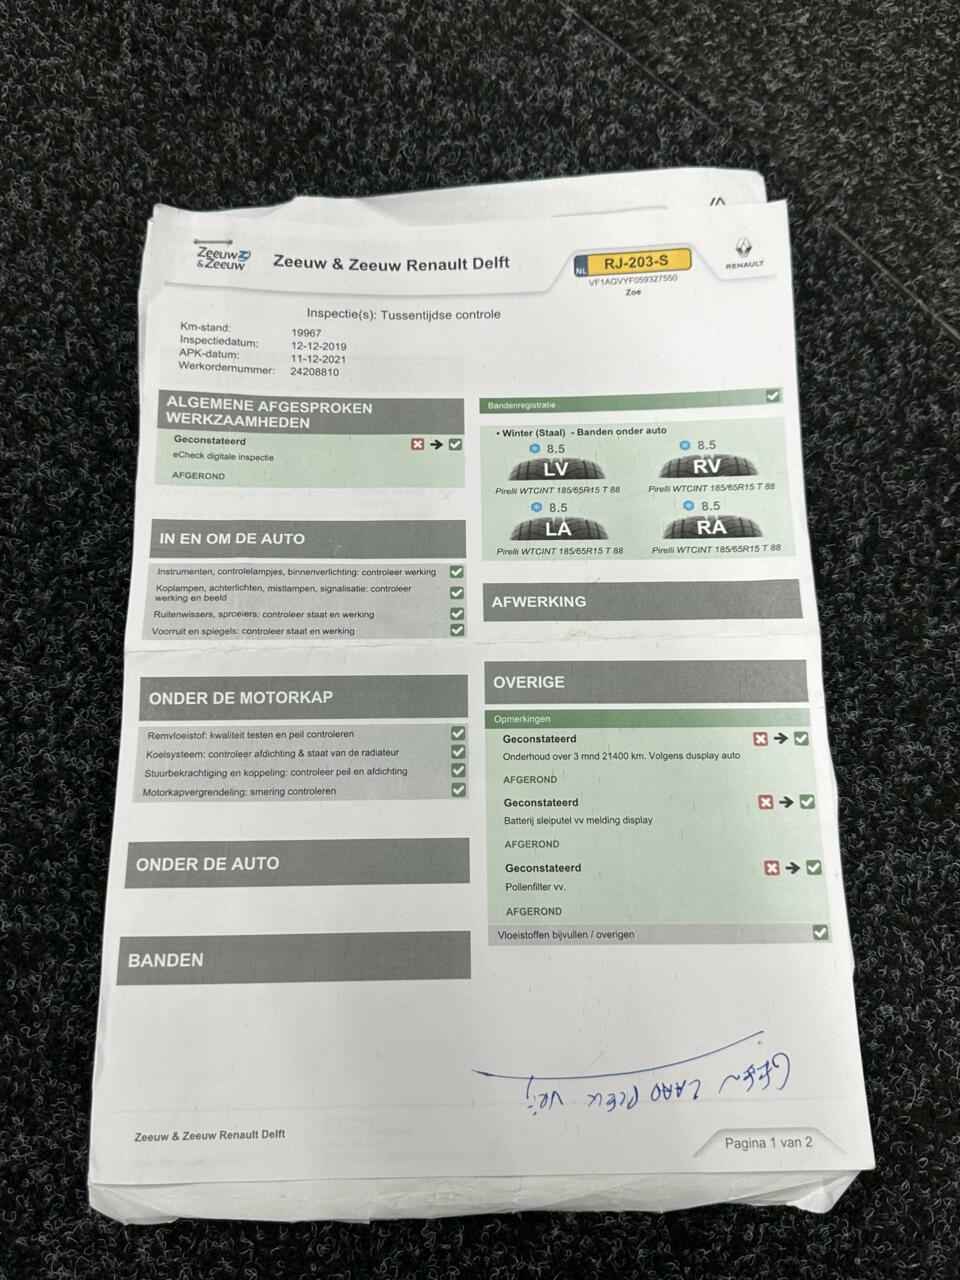 Zeeuw
&Zeeuw
Zeeuw & Zeeuw Renault Delft
NL RJ-203-S
VF1AGVYF059327550
Zoe
RENAULT
Inspectie(s): Tussentijdse controle
Km-stand: 19967
Inspectiedatum: 12-12-2019
APK-datum: 11-12-2021
Werkordernummer: 24208810
ALGEMENE AFGESPROKEN
WERKZAAMHEDEN
Geconstateerd
eCheck digitale inspectie
AFGEROND
IN EN OM DE AUTO
Instrumenten, controlelampjes, binnenverlichting: controleer werking
Koplampen, achterlichten, mistlampen, signalisatie: controleer
werking en beeld
Ruitenwissers, sproeiers: controleer staat en werking
Voorruit en spiegels: controleer staat en werking
ONDER DE MOTORKAP
Remvloeistof: kwaliteit testen en peil controleren
Koelsysteem: controleer afdichting & staat van de radiateur
Stuurbekrachtiging en koppeling: controleer peil en afdichting
Motorkapvergrendeling: smering controleren
ONDER DE AUTO
BANDEN
Bandenregistratie
• Winter (Staal) - Banden onder auto
8.5
LV
Pirelli WTCINT 185/65R15 T 88
8.5
RV
Pirelli WTCINT 185/65R15 T 88
8.5
LA
Pirelli WTCINT 185/65R15 T 88
8.5
RA
Pirelli WTCINT 185/65R15 T 88
AFWERKING
OVERIGE
Opmerkingen
Geconstateerd
Onderhoud over 3 mnd 21400 km. Volgens dusplay auto
AFGEROND
Geconstateerd
Batterij sleiputel vv melding display
AFGEROND
Geconstateerd
Pollenfilter vv.
AFGEROND
Vloeistoffen bijvullen / overigen
GEEN LAAD PLEK VRIJ
Zeeuw & Zeeuw Renault Delft
Pagina 1 van 2